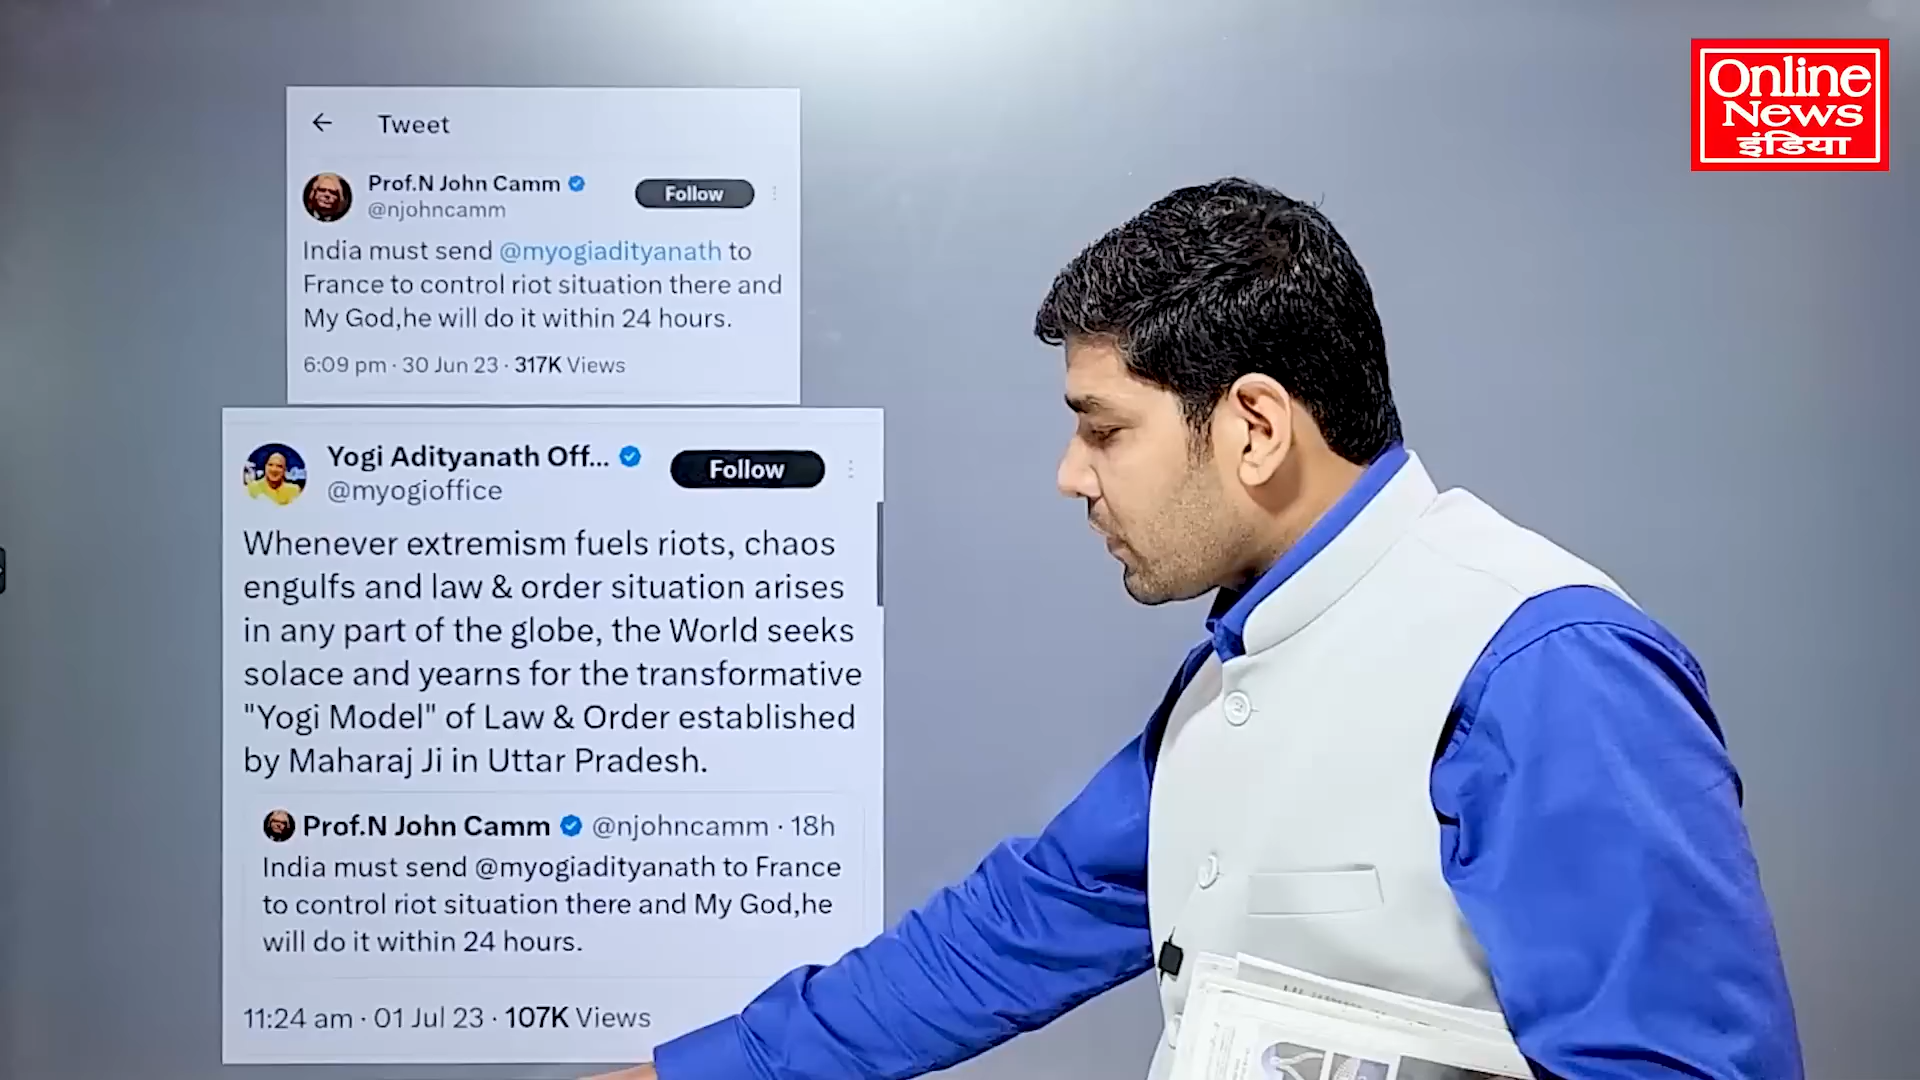 Online
News
इंडिया
Tweet
Prof.N John Camm
Follow
@njohncamm
India must send @myogiadityanath to
France to control riot situation there and
My God,he will do it within 24 hours.
6:09 pm · 30 Jun 23 · 317K Views
Yogi Adityanath Off...
Follow
@myogioffice
Whenever extremism fuels riots, chaos
engulfs and law & order situation arises
in any part of the globe, the World seeks
solace and yearns for the transformative
"Yogi Model" of Law & Order established
by Maharaj Ji in Uttar Pradesh.
Prof.N John Camm @njohncamm · 18h
India must send @myogiadityanath to France
to control riot situation there and My God,he
will do it within 24 hours.
11:24 am · 01 Jul 23 · 107K Views